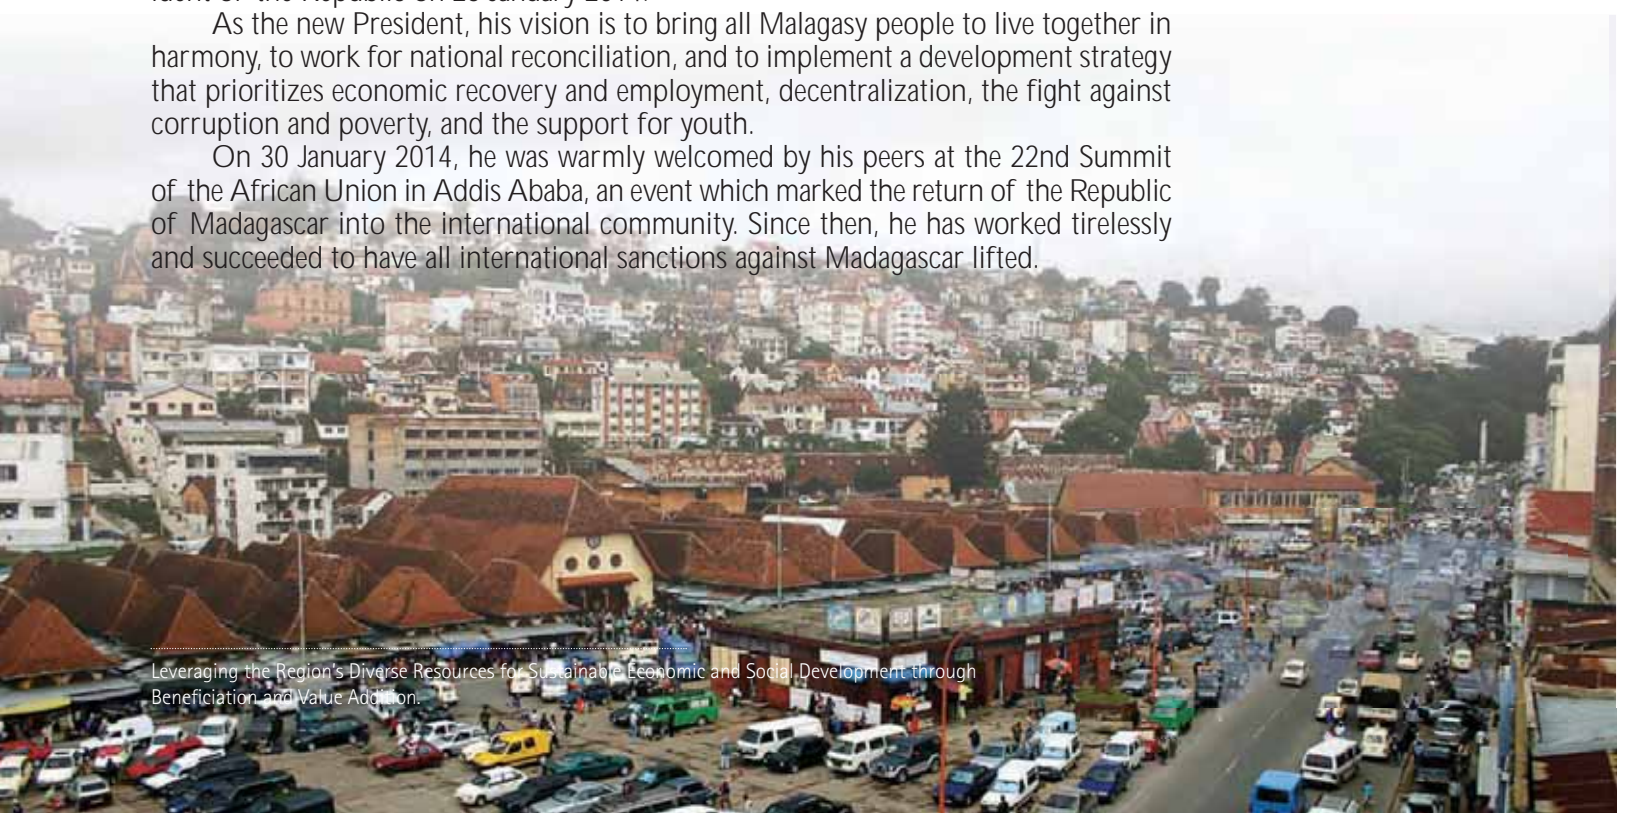 As the new President, his vision is to bring all Malagasy people to live together in
harmony, to work for national reconciliation, and to implement a development strategy
that prioritizes economic recovery and employment, decentralization, the fight against
corruption and poverty, and the support for youth.
On 30 January 2014, he was warmly welcomed by his peers at the 22nd Summit
of the African Union in Addis Ababa, an event which marked the return of the Republic
of Madagascar into the international community. Since then, he has worked tirelessly
and succeeded to have all international sanctions against Madagascar lifted.
Leveraging the Region's Diverse Resources for Sustainable Economic and Social Development through
Beneficiation and Value Addition.